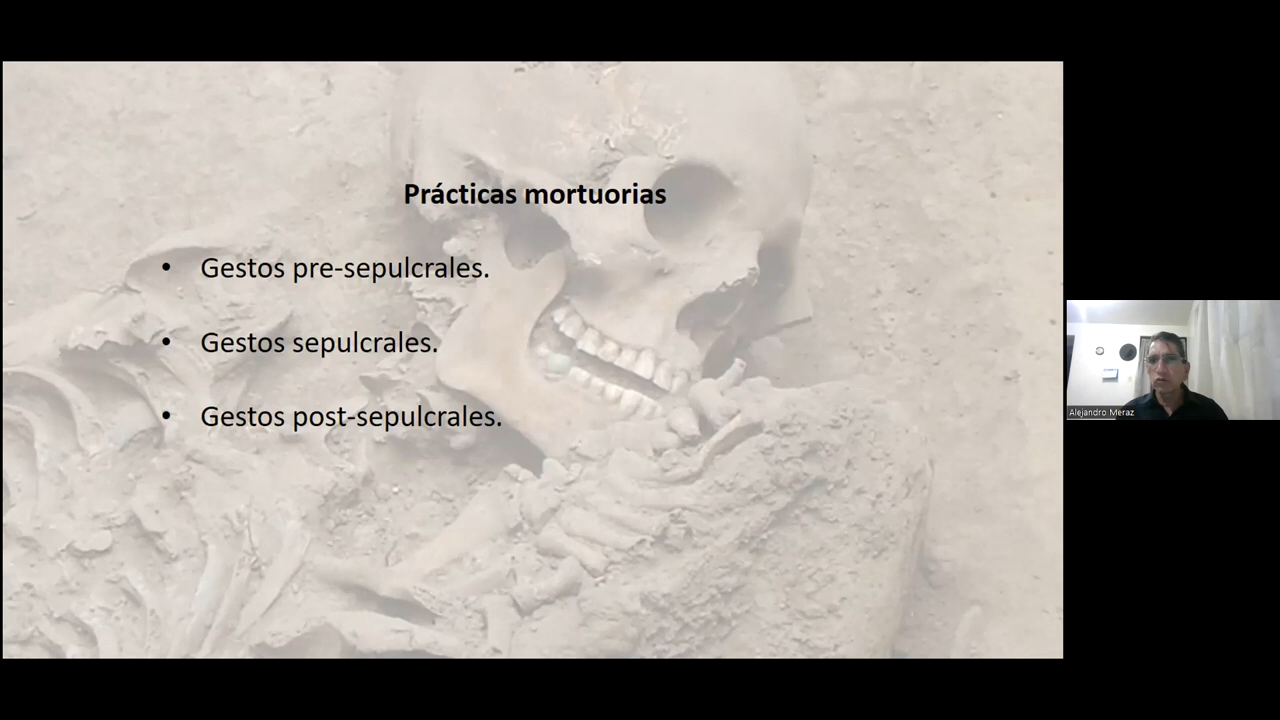 Prácticas mortuorias
• Gestos pre-sepulcrales.
• Gestos sepulcrales.
• Gestos post-sepulcrales.
Alejandro Meraz